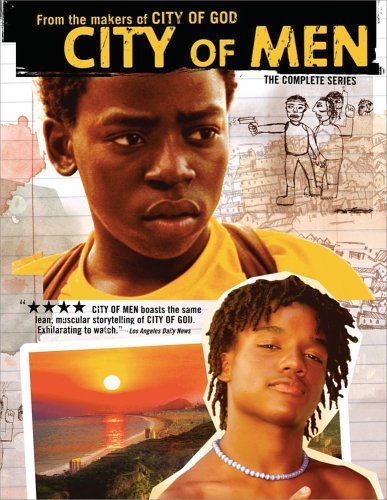 From the makers of CITY OF GOD
CITY OF MEN
THE COMPLETE SERIES
"★★★★ CITY OF MEN boasts the same
lean, muscular storytelling of CITY OF GOD.
Exhilarating to watch." - Los Angeles Daily News